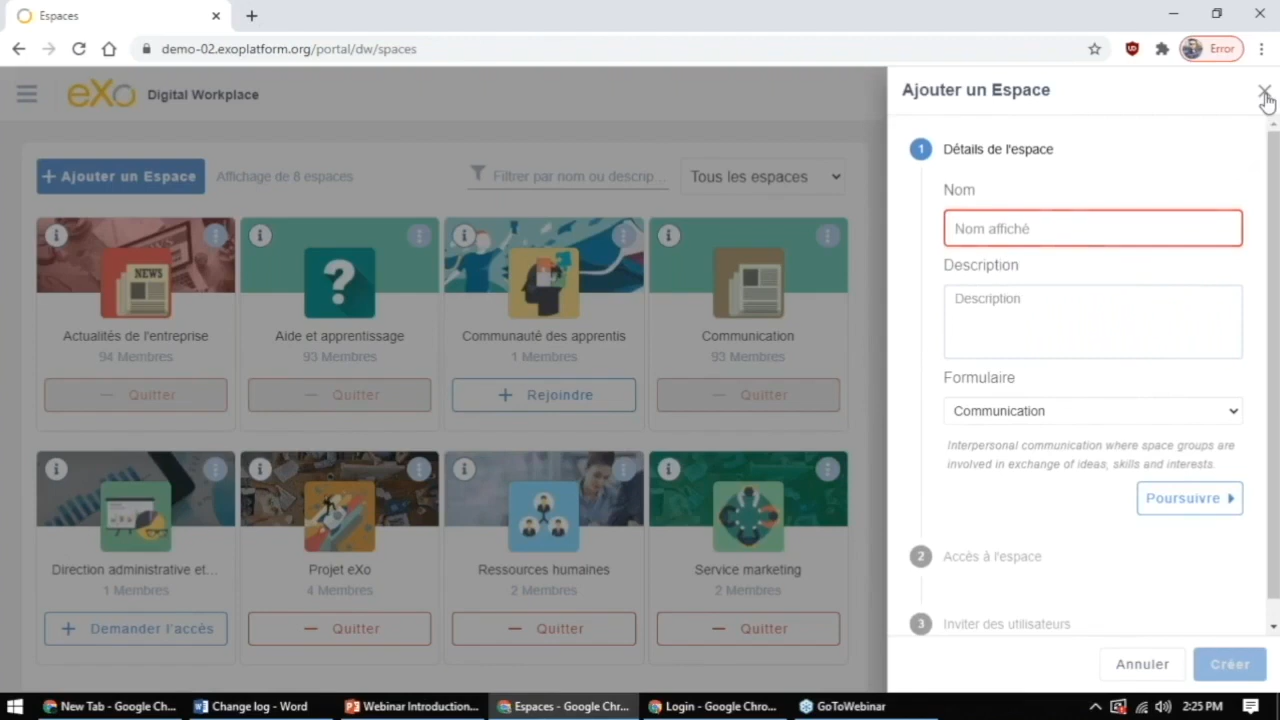 Espaces
demo-02.exoplatform.org/portal/dw/spaces
Error
eXo Digital Workplace
+ Ajouter un Espace
Affichage de 8 espaces
Filtrer par nom ou descrip...
Tous les espaces
NEWS
Actualités de l'entreprise
94 Membres
Quitter
?
Aide et apprentissage
93 Membres
Quitter
Communauté des apprentis
1 Membres
+ Rejoindre
Communication
93 Membres
Quitter
Direction administrative et...
1 Membres
+ Demander l'accès
Projet eXo
4 Membres
Quitter
Ressources humaines
2 Membres
Quitter
Service marketing
2 Membres
Quitter
Ajouter un Espace
1 Détails de l'espace
Nom
Nom affiché
Description
Description
Formulaire
Communication
Interpersonal communication where space groups are
involved in exchange of ideas, skills and interests.
Poursuivre
2 Accès à l'espace
3 Inviter des utilisateurs
Annuler
Créer
New Tab - Google Ch...
Change log - Word
Webinar Introduction...
Espaces - Google Chr...
Login - Google Chro...
GoToWebinar
2:25 PM